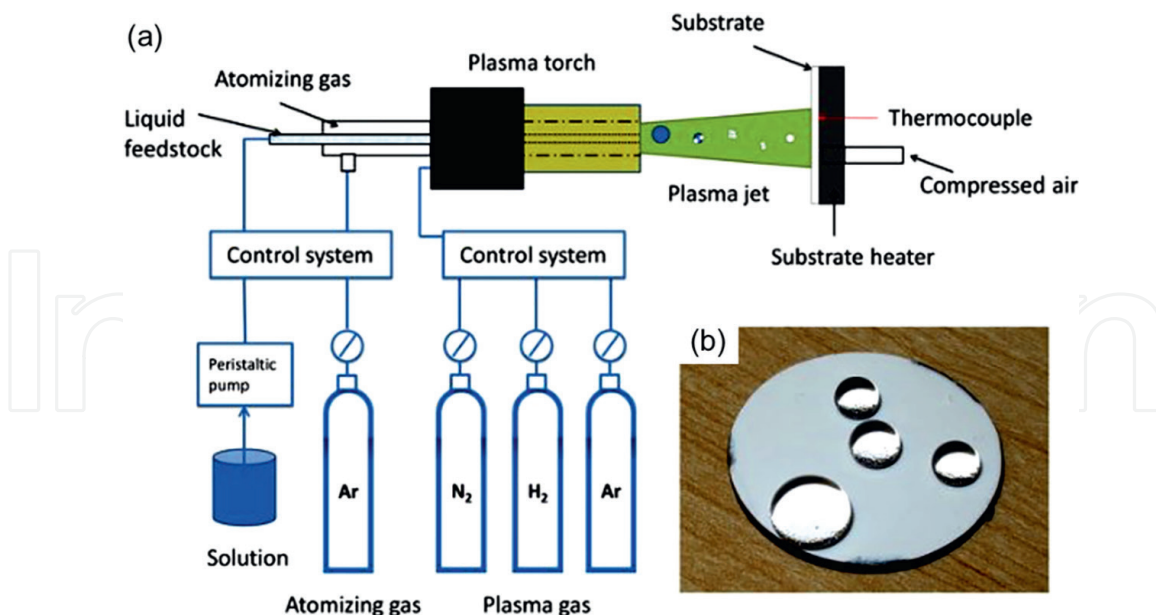 (a)
Substrate
Plasma torch
Atomizing gas
Liquid
feedstock
Thermocouple
Compressed air
Plasma jet
Substrate heater
Control system
Control system
Peristaltic
pump
Solution
Ar
N₂
H₂
Ar
Atomizing gas
Plasma gas
(b)